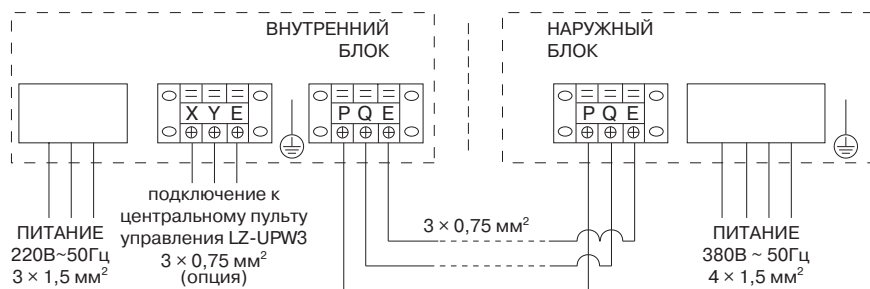 ВНУТРЕННИЙ
БЛОК
НАРУЖНЫЙ
БЛОК
X Y E
P Q E
P Q E
подключение к
центральному пульту
управления LZ-UPW3
3 × 0,75 мм²
(опция)
ПИТАНИЕ
220В~50Гц
3 × 1,5 мм²
3 × 0,75 мм²
ПИТАНИЕ
380В ~ 50Гц
4 × 1,5 мм²